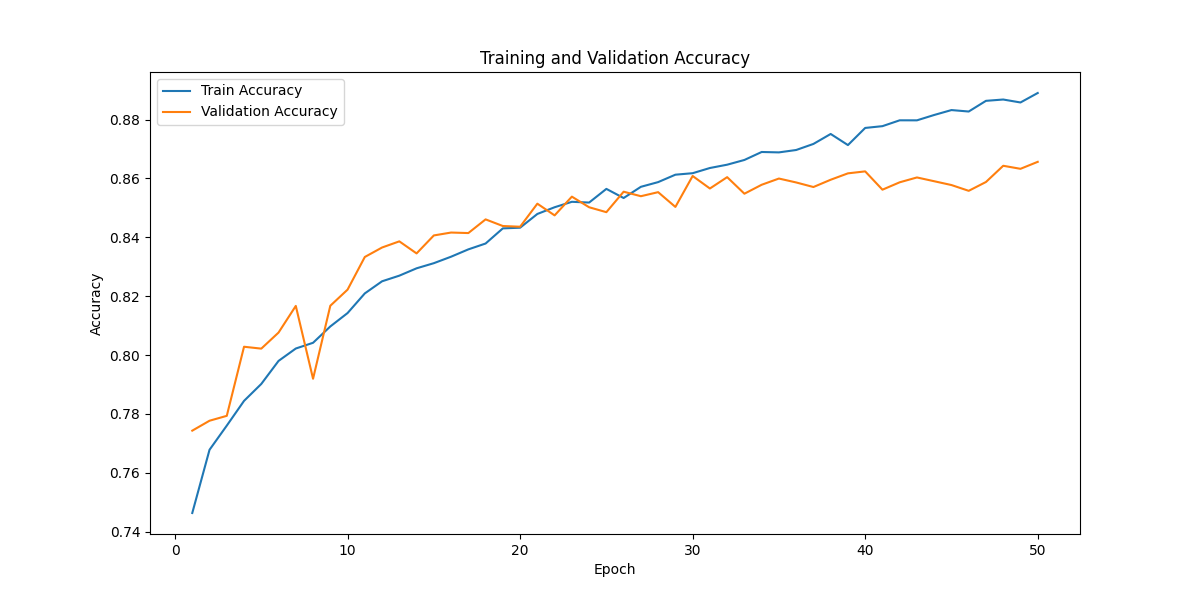 Training and Validation Accuracy
Train Accuracy
Validation Accuracy
Accuracy
0.88
0.86
0.84
0.82
0.80
0.78
0.76
0.74
0 10 20 30 40 50
Epoch